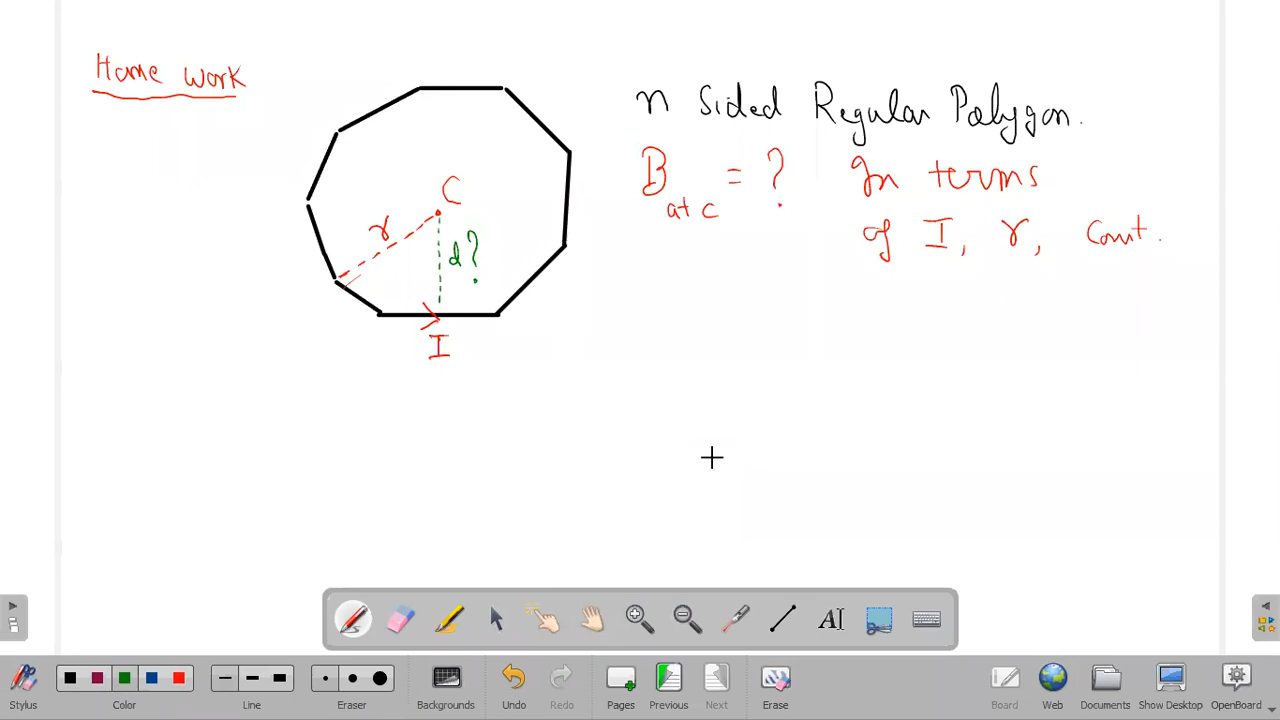 Home work
n Sided Regular Polygon.
B at c = ? In terms
of I, r, Const.
C
r
d?
I
Stylus
Color
Line
Eraser
Backgrounds
Undo
Redo
Pages
Previous
Next
Erase
Board
Web
Documents
Show Desktop
OpenBoard